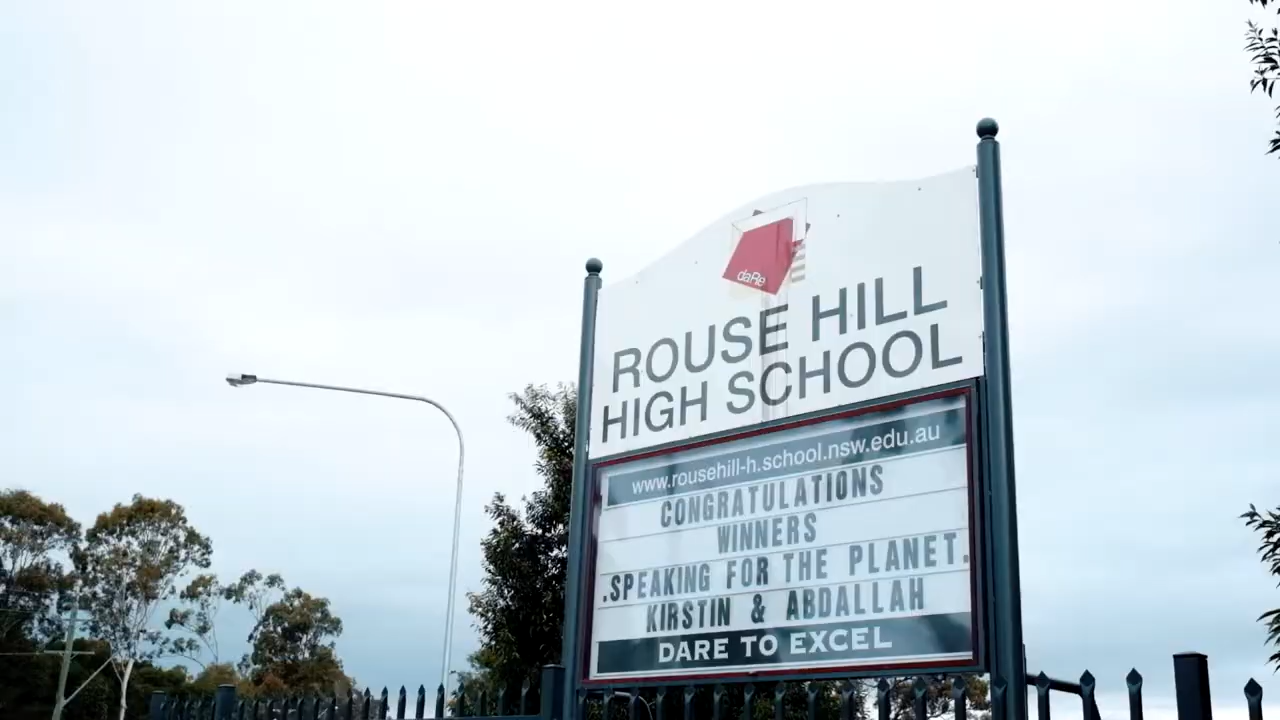 daRe
ROUSE HILL
HIGH SCHOOL
www.rousehill-h.school.nsw.edu.au
CONGRATULATIONS
WINNERS
.SPEAKING FOR THE PLANET.
KIRSTIN & ABDALLAH
DARE TO EXCEL